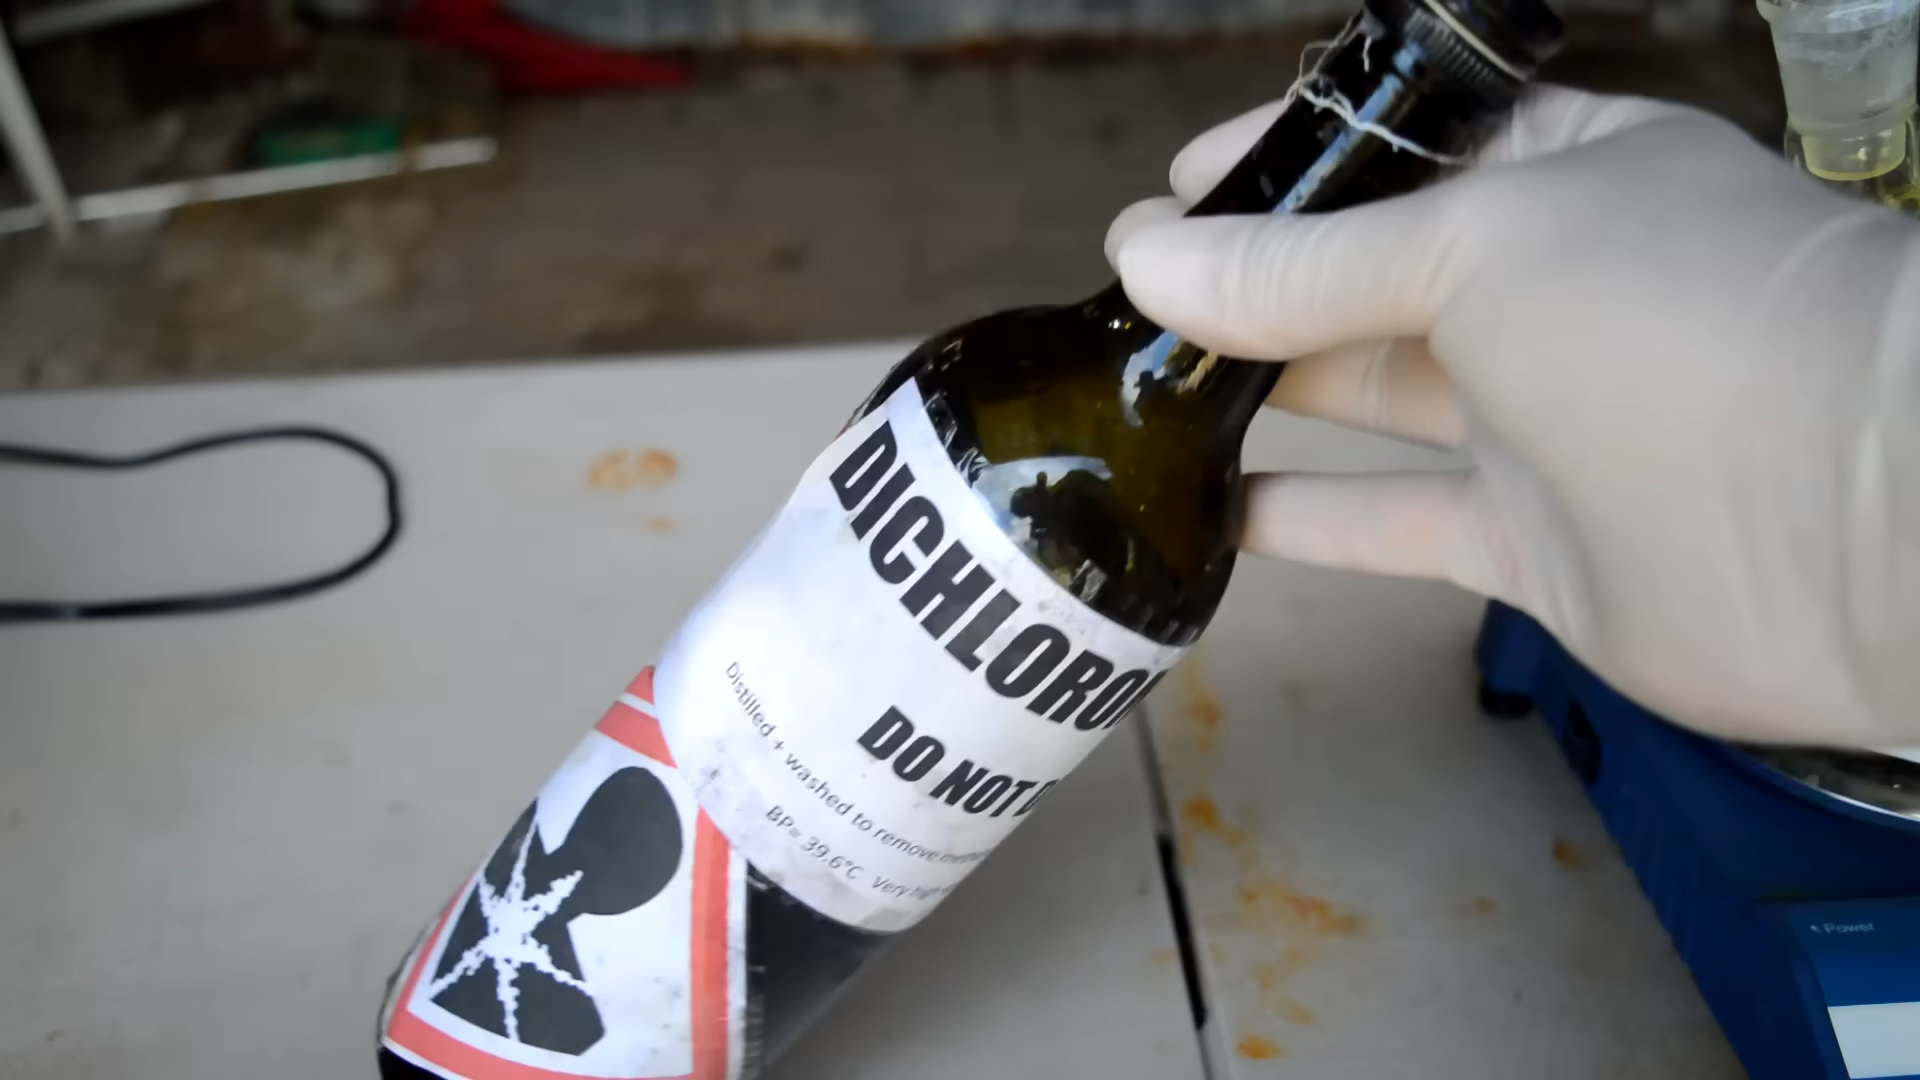 DICHLORO
DO NOT
Distilled + washed to remove
BP= 39.6°C Very
Power